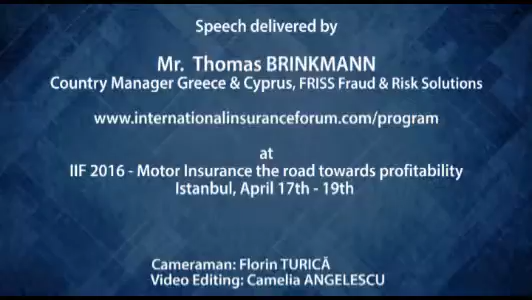 Speech delivered by
Mr. Thomas BRINKMANN
Country Manager Greece & Cyprus, FRISS Fraud & Risk Solutions
www.internationalinsuranceforum.com/program
at
IIF 2016 - Motor Insurance the road towards profitability
Istanbul, April 17th - 19th
Cameraman: Florin TURICĂ
Video Editing: Camelia ANGELESCU